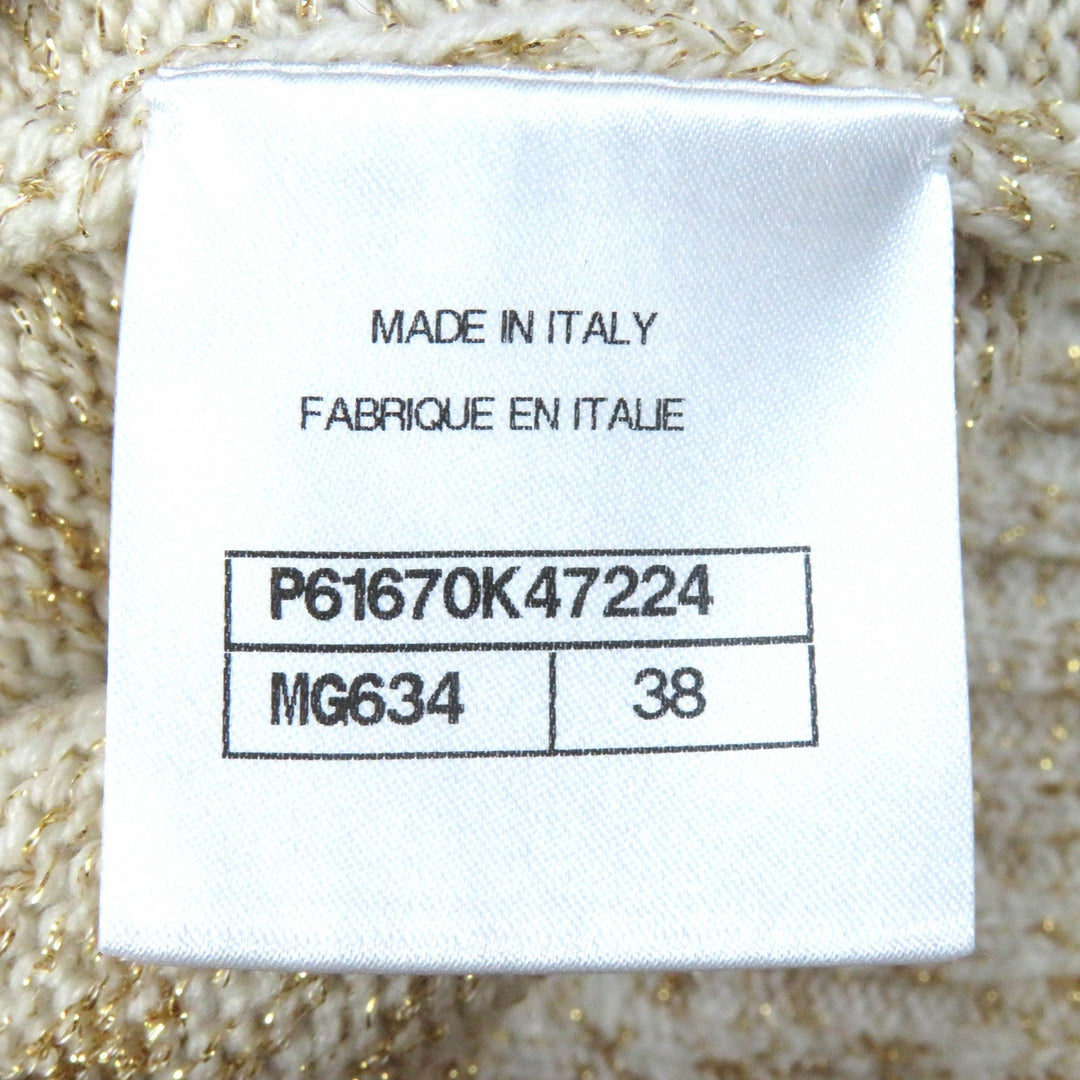 MADE IN ITALY
FABRIQUE EN ITALIE
P61670K47224
MG634 38